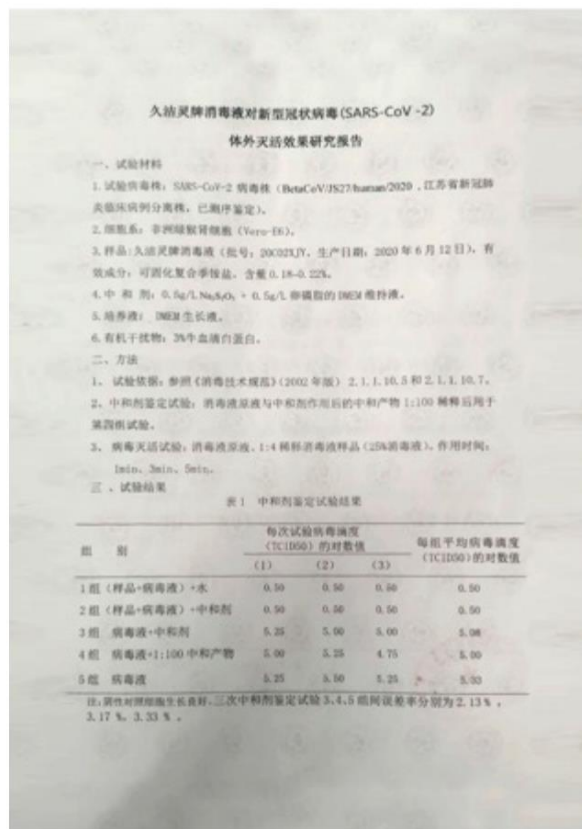 久洁灵牌消毒液对新型冠状病毒(SARS-CoV -2)
体外灭活效果研究报告
一、试验材料
1.试验病毒株：SARS-CoV-2 病毒株（BetaCoV/JS27/human/2020，江苏省新冠肺
炎临床病例分离株，已测序鉴定）。
2.细胞系：非洲绿猴肾细胞（Vero-E6）。
3.样品:久洁灵牌消毒液（批号：20C02XJY，生产日期：2020 年 6 月 12 日），有
效成分：可固化复合季铵盐，含量 0.18-0.22%。
4.中 和 剂：0.5g/L Na₂S₂O₃ + 0.5g/L 卵磷脂的 DMEM 维持液。
5.培养液： DMEM 生长液。
6.有机干扰物：3%牛血清白蛋白。
二、方法
1、 试验依据：参照《消毒技术规范》(2002 年版) 2.1.1.10.5 和 2.1.1.10.7。
2、中和剂鉴定试验：消毒液原液与中和剂作用后的中和产物 1:100 稀释后用于
第四组试验。
3、 病毒灭活试验：消毒液原液、1:4 稀释消毒液样品（25%消毒液），作用时间：
1min、3min、5min。
三 、试验结果
表 1 中和剂鉴定试验结果
组 别 每次试验病毒滴度（TCID50）的对数值 每组平均病毒滴度（TCID50）的对数值
（1） （2） （3）
1 组（样品+病毒液）+水 0.50 0.50 0.50 0.50
2 组（样品+病毒液）+中和剂 0.50 0.50 0.50 0.50
3 组 病毒液+中和剂 5.25 5.00 5.00 5.08
4 组 病毒液+1:100 中和产物 5.00 5.25 4.75 5.00
5 组 病毒液 5.25 5.50 5.25 5.33
注：阴性对照细胞生长良好，三次中和剂鉴定试验 3、4、5 组间误差率分别为 2.13 %，
3.17 %，3.33 % 。